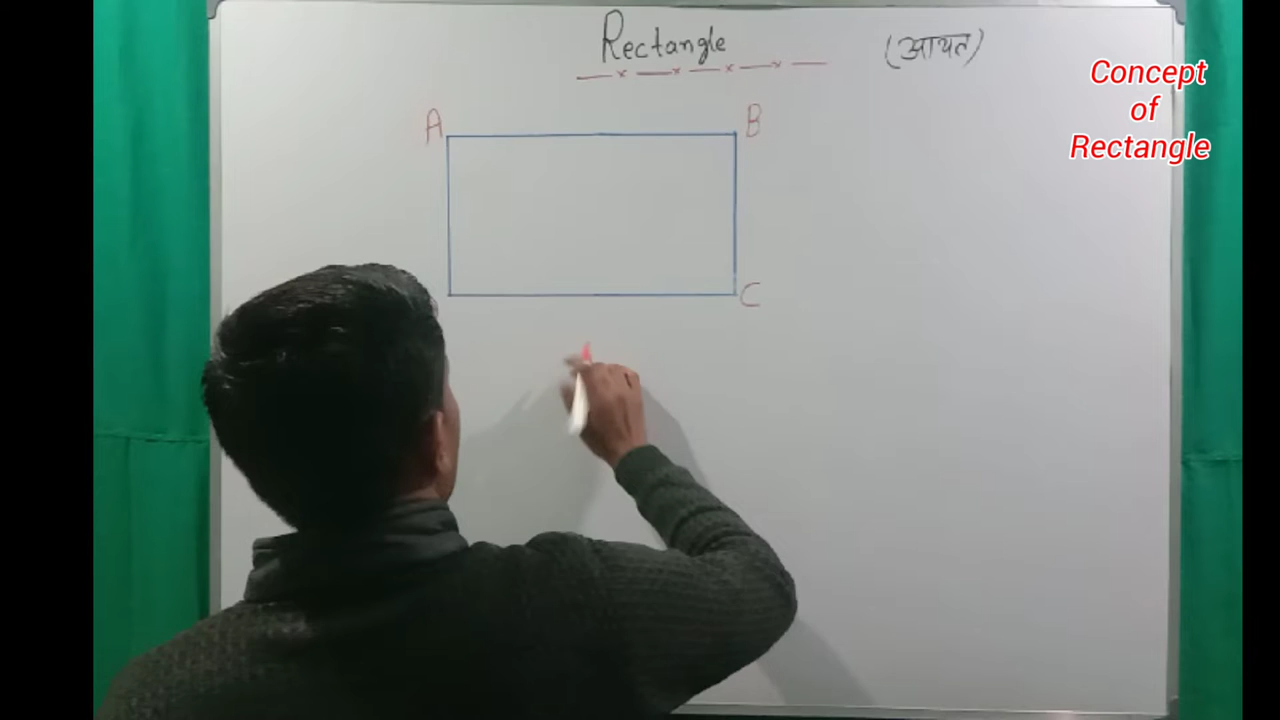 Rectangle (आयत)
Concept
of
Rectangle
A
B
C